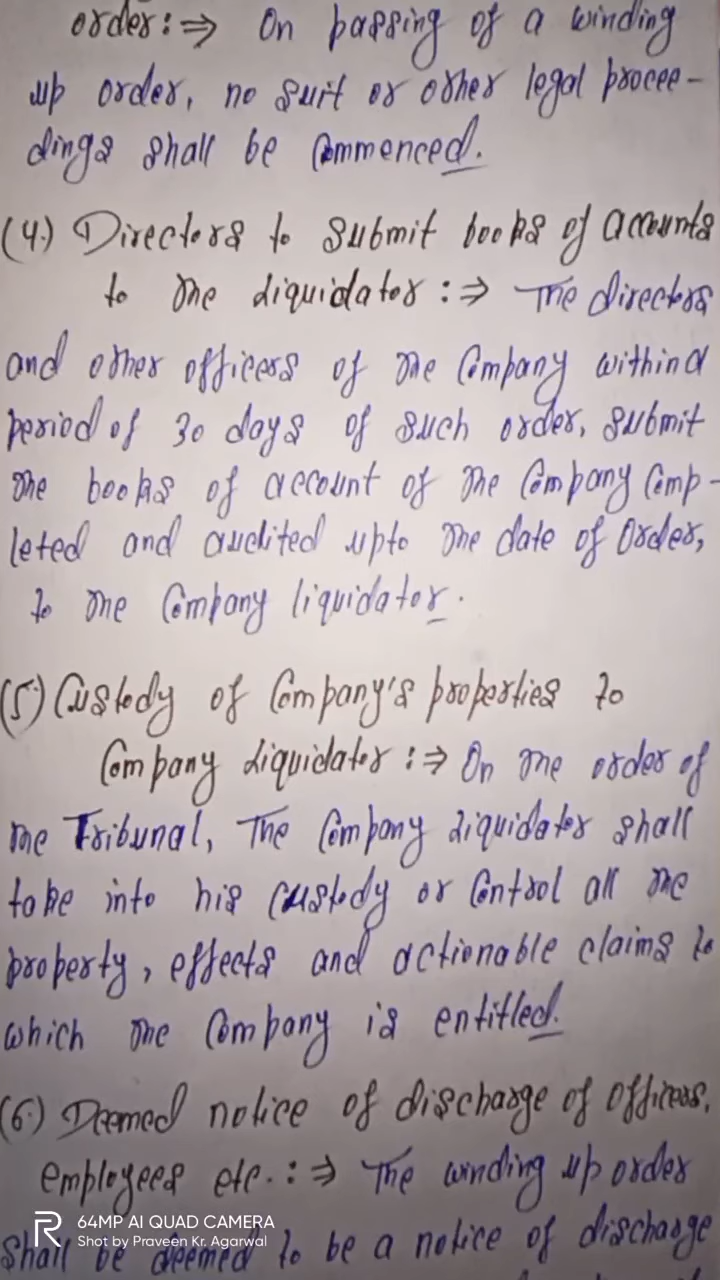 order:⇒ On passing of a winding
up order, no suit or other legal procee-
dings shall be Commenced.
(4.) Directors to submit books of accounts
to the Liquidator :⇒ The directors
and other officers of the Company within a
period of 30 days of such order, submit
the books of account of the Company Comp-
leted and audited upto the date of Order,
to the Company liquidator.
(5.) Custody of Company's properties to
Company Liquidator :⇒ On the order of
the Tribunal, The Company Liquidator shall
take into his custody or Control all the
property, effects and actionable claims to
which the Company is entitled.
(6.) Deemed notice of discharge of officers,
employees etc. :⇒ The winding up order
shall be deemed to be a notice of discharge
R
64MP AI QUAD CAMERA
Shot by Praveen Kr. Agarwal